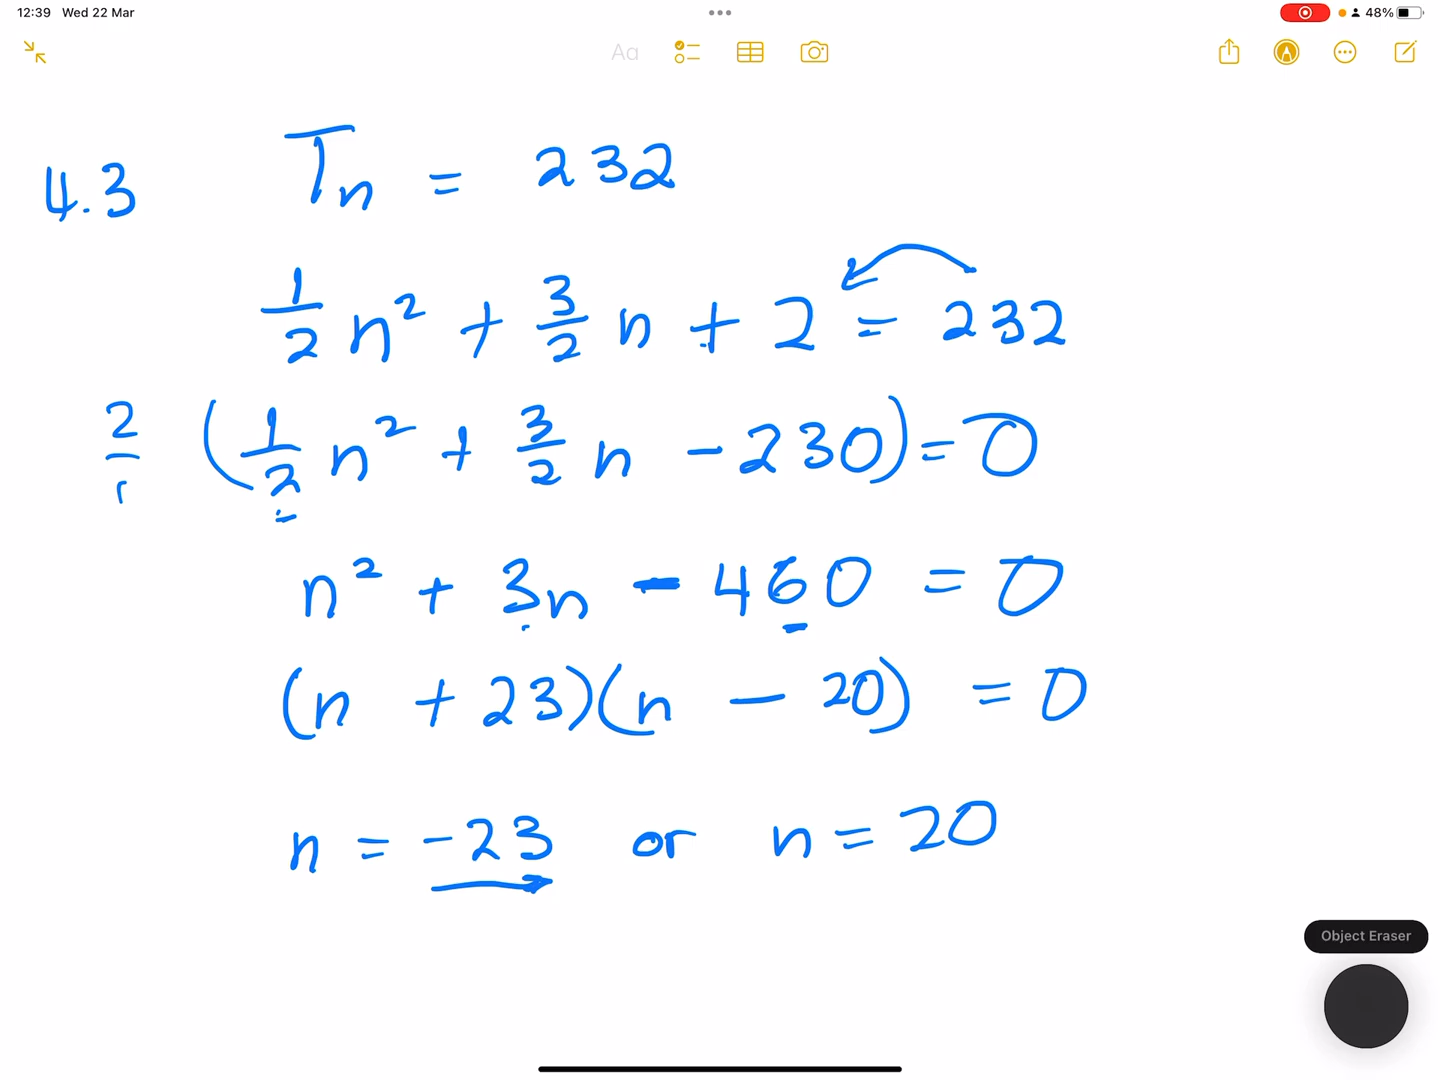 12:39 Wed 22 Mar
48%
Aa
4.3 Tn = 232
1/2 n² + 3/2 n + 2 = 232
2/1 (1/2 n² + 3/2 n - 230) = 0
n² + 3n - 460 = 0
(n + 23)(n - 20) = 0
n = -23 or n = 20
Object Eraser